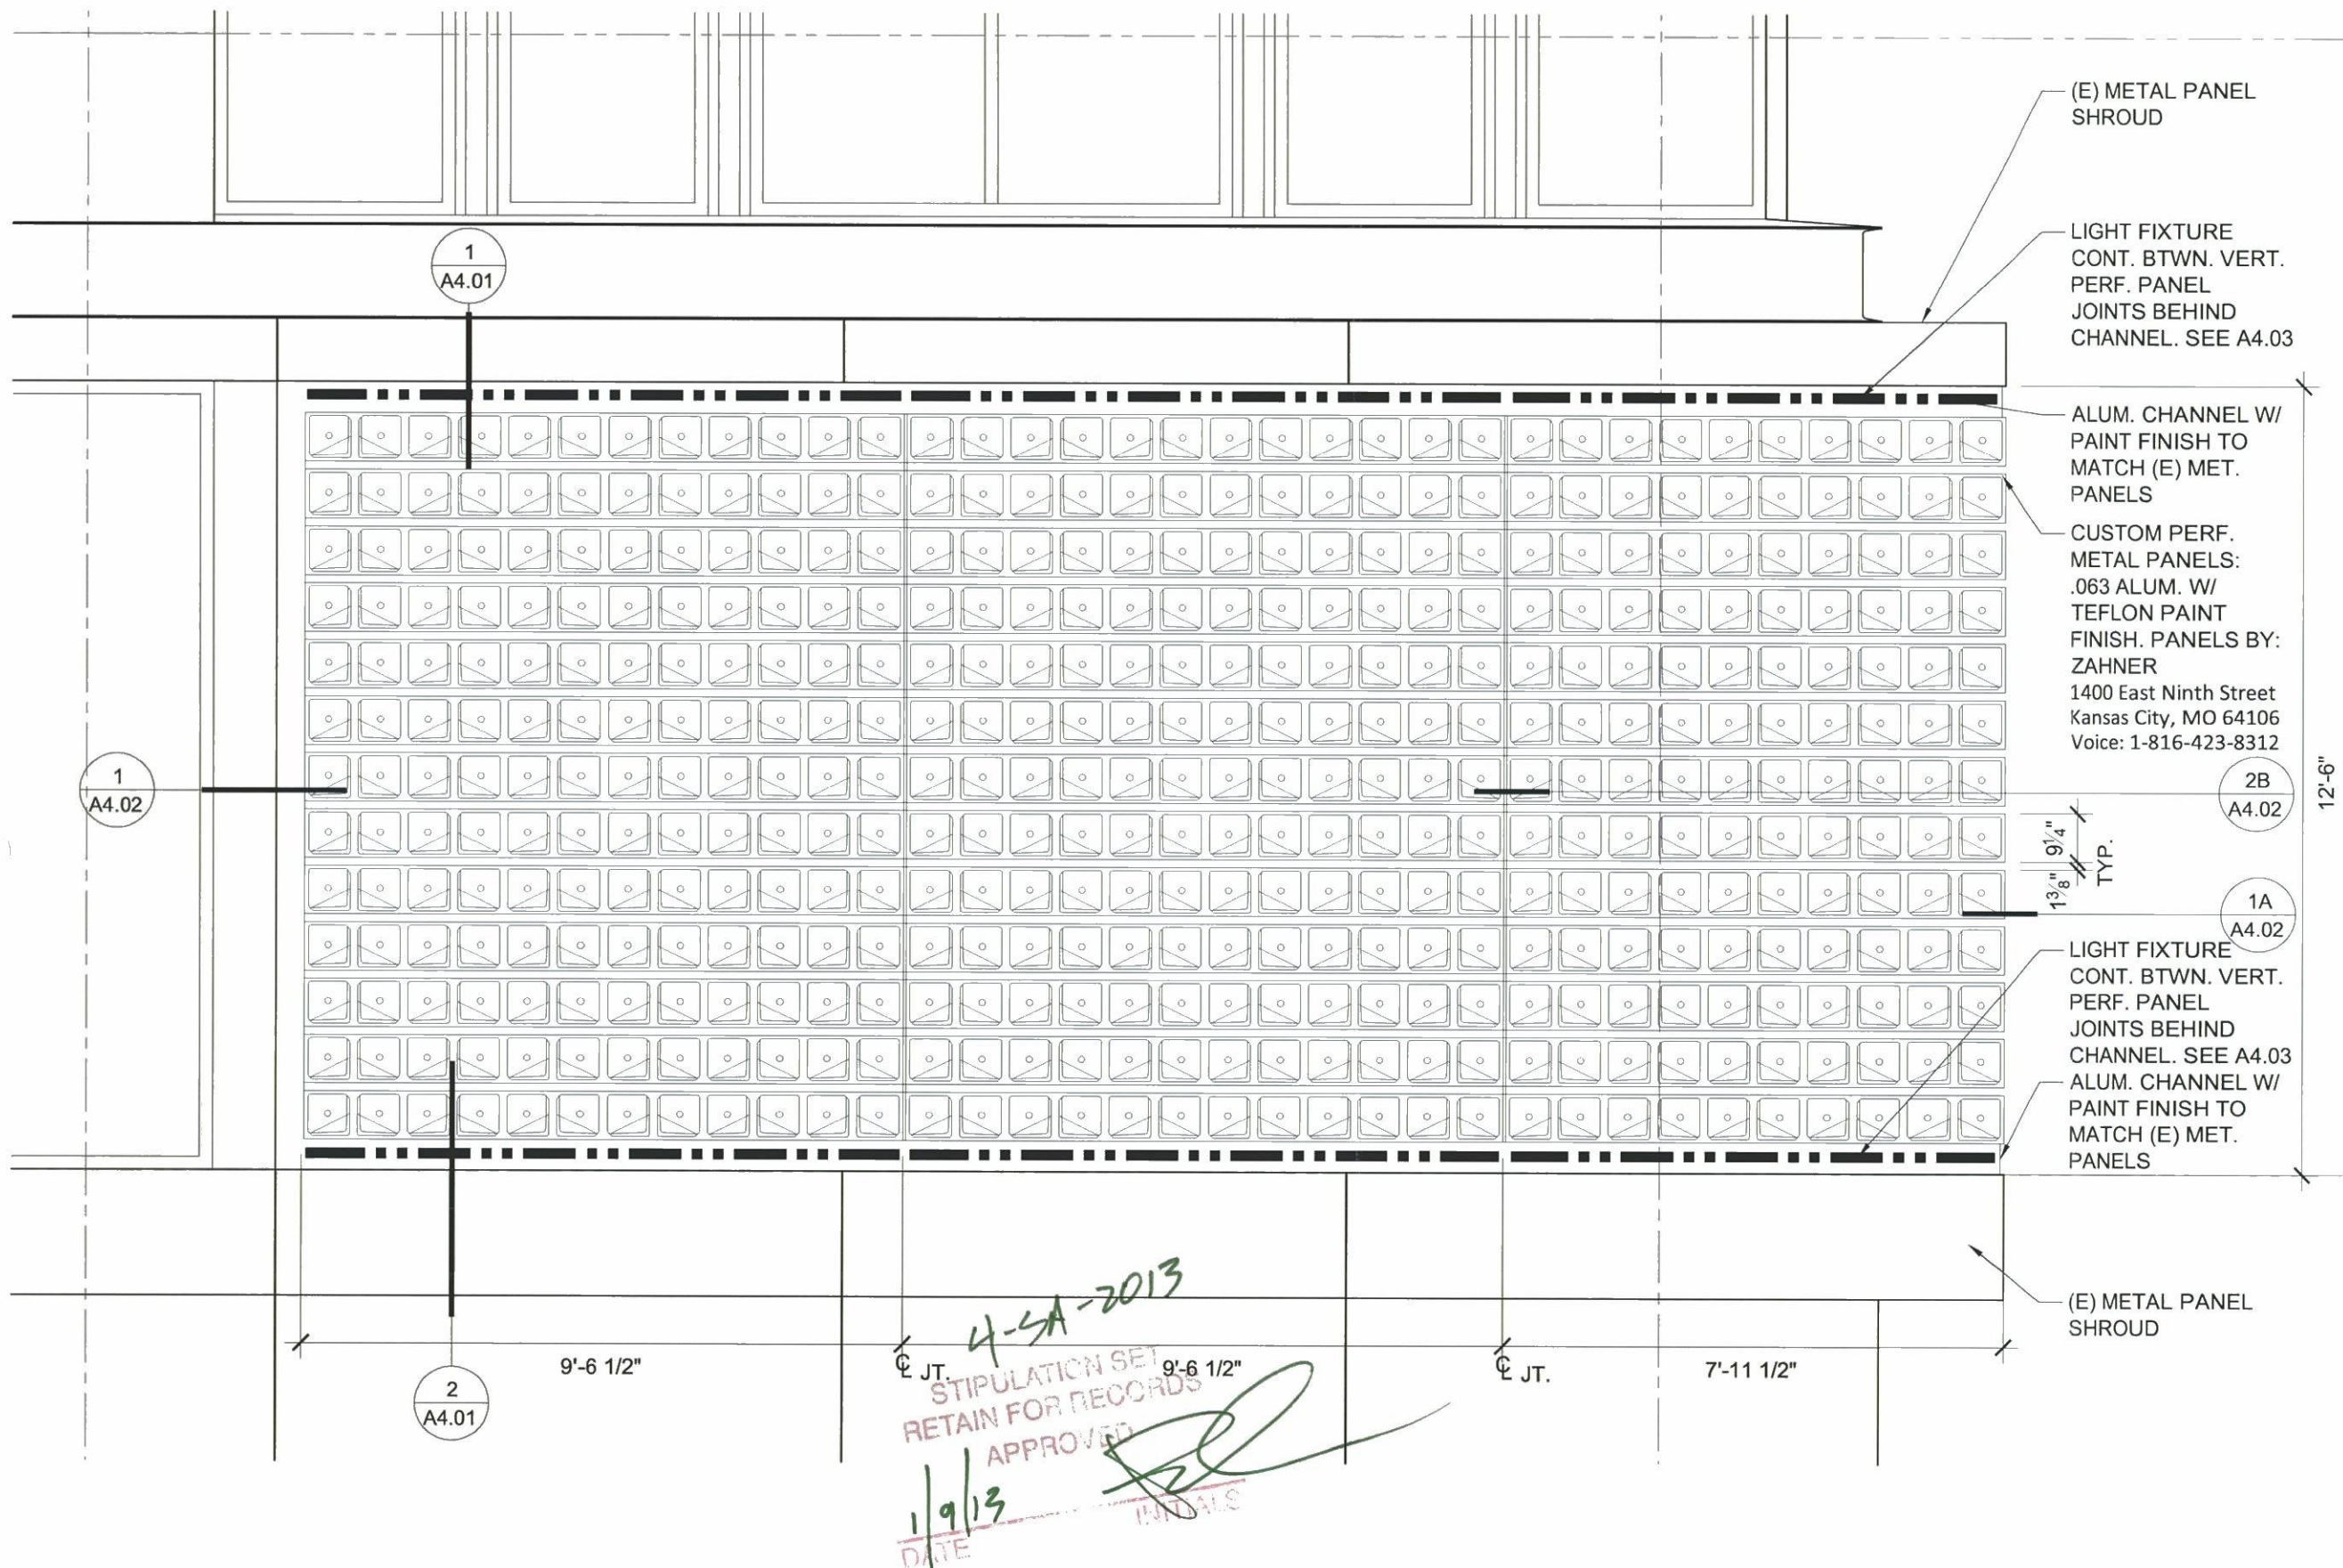 (E) METAL PANEL
SHROUD
LIGHT FIXTURE
CONT. BTWN. VERT.
PERF. PANEL
JOINTS BEHIND
CHANNEL. SEE A4.03
1
A4.01
ALUM. CHANNEL W/
PAINT FINISH TO
MATCH (E) MET.
PANELS
CUSTOM PERF.
METAL PANELS:
.063 ALUM. W/
TEFLON PAINT
FINISH. PANELS BY:
ZAHNER
1400 East Ninth Street
Kansas City, MO 64106
Voice: 1-816-423-8312
1
A4.02
2B
A4.02
12'-6"
9¼"
1⅜"
TYP.
1A
A4.02
LIGHT FIXTURE
CONT. BTWN. VERT.
PERF. PANEL
JOINTS BEHIND
CHANNEL. SEE A4.03
ALUM. CHANNEL W/
PAINT FINISH TO
MATCH (E) MET.
PANELS
(E) METAL PANEL
SHROUD
9'-6 1/2"
℄ JT.
9'-6 1/2"
℄ JT.
7'-11 1/2"
2
A4.01
4-SA-2013
STIPULATION SET
RETAIN FOR RECORDS
APPROVED
1/9/13
DATE
INITIALS